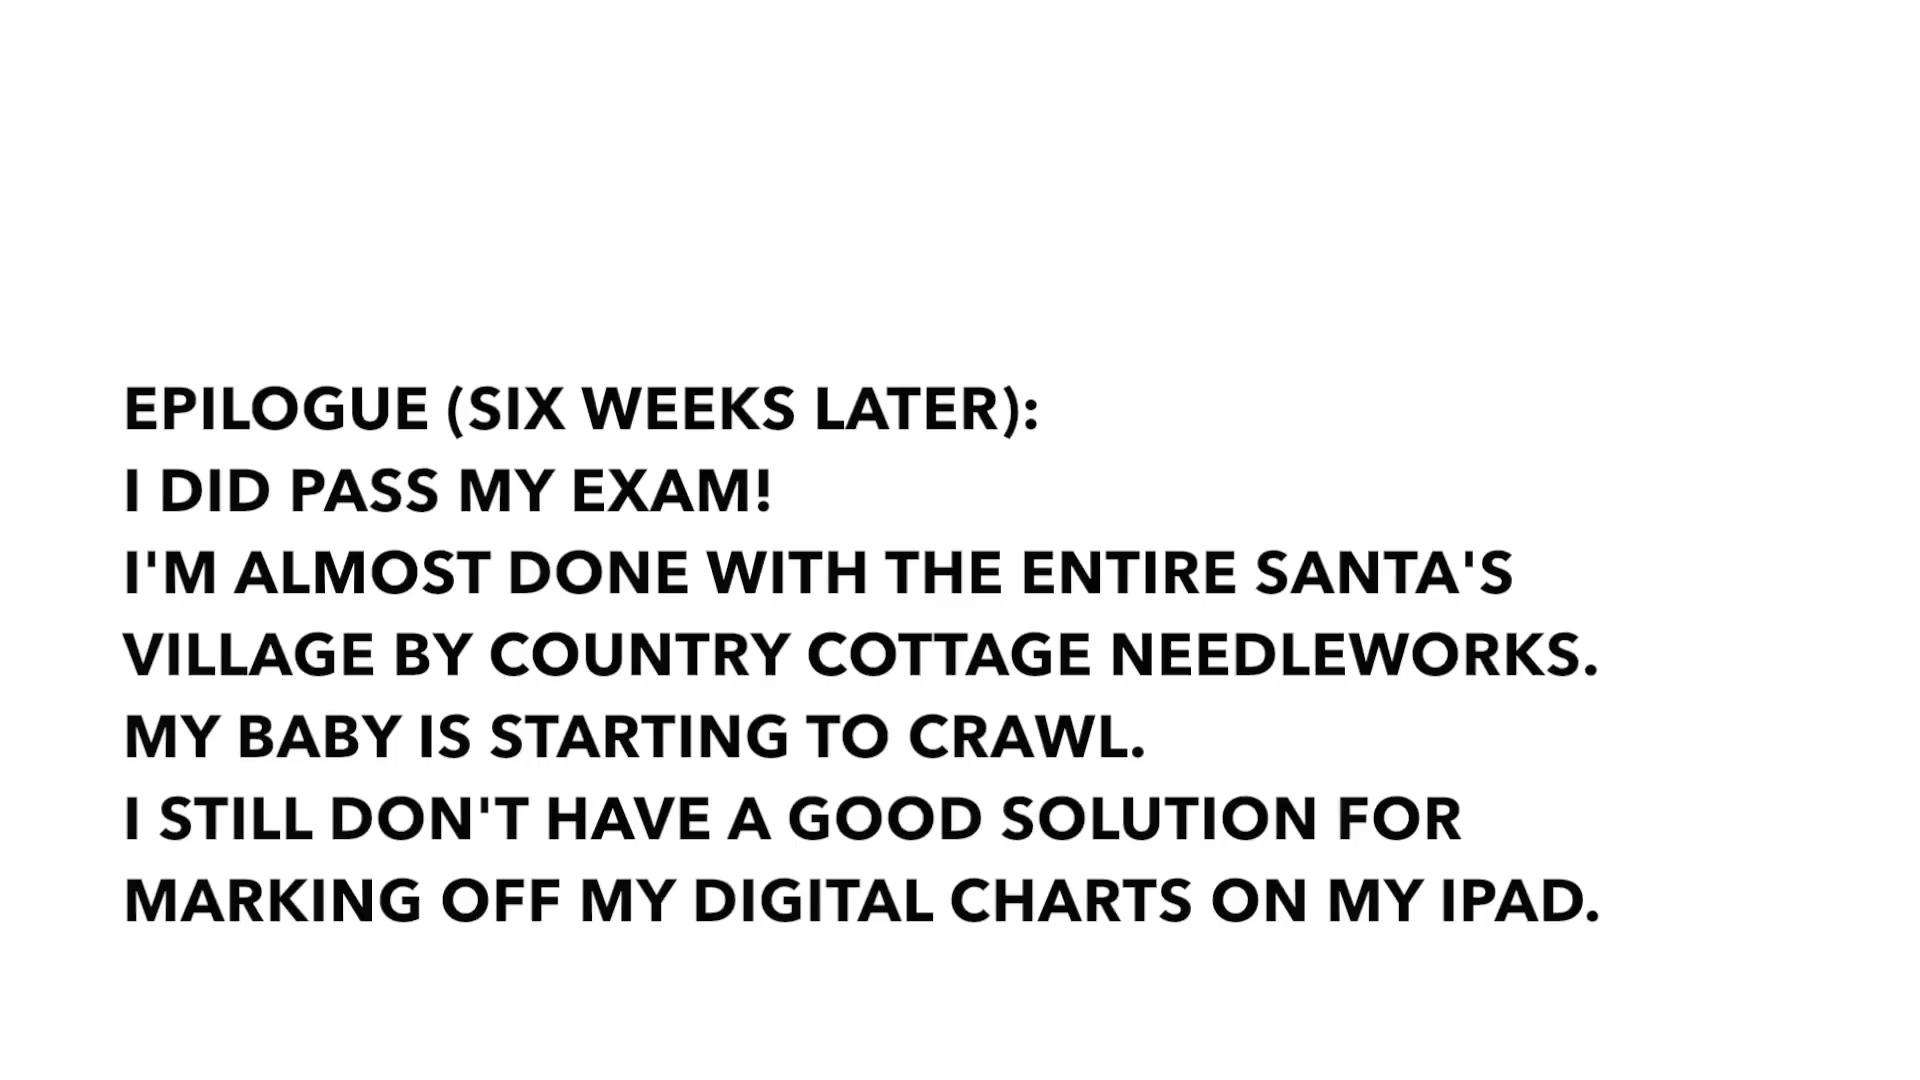 EPILOGUE (SIX WEEKS LATER):
I DID PASS MY EXAM!
I'M ALMOST DONE WITH THE ENTIRE SANTA'S
VILLAGE BY COUNTRY COTTAGE NEEDLEWORKS.
MY BABY IS STARTING TO CRAWL.
I STILL DON'T HAVE A GOOD SOLUTION FOR
MARKING OFF MY DIGITAL CHARTS ON MY IPAD.